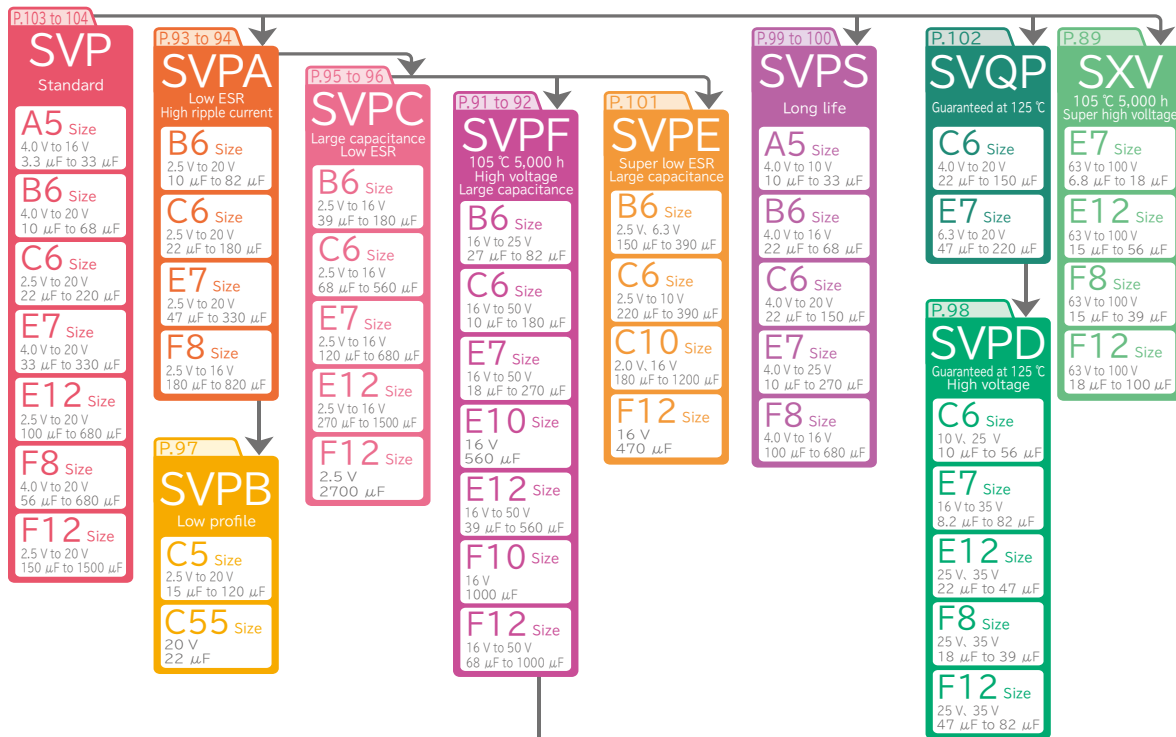 P.103 to 104
SVP
Standard
A5 Size
4.0 V to 16 V
3.3 µF to 33 µF
B6 Size
4.0 V to 20 V
10 µF to 68 µF
C6 Size
2.5 V to 20 V
22 µF to 220 µF
E7 Size
4.0 V to 20 V
33 µF to 330 µF
E12 Size
2.5 V to 20 V
100 µF to 680 µF
F8 Size
4.0 V to 20 V
56 µF to 680 µF
F12 Size
2.5 V to 20 V
150 µF to 1500 µF
P.93 to 94
SVPA
Low ESR
High ripple current
B6 Size
2.5 V to 20 V
10 µF to 82 µF
C6 Size
2.5 V to 20 V
22 µF to 180 µF
E7 Size
2.5 V to 20 V
47 µF to 330 µF
F8 Size
2.5 V to 16 V
180 µF to 820 µF
P.97
SVPB
Low profile
C5 Size
2.5 V to 20 V
15 µF to 120 µF
C55 Size
20 V
22 µF
P.95 to 96
SVPC
Large capacitance
Low ESR
B6 Size
2.5 V to 16 V
39 µF to 180 µF
C6 Size
2.5 V to 16 V
68 µF to 560 µF
E7 Size
2.5 V to 16 V
120 µF to 680 µF
E12 Size
2.5 V to 16 V
270 µF to 1500 µF
F12 Size
2.5 V
2700 µF
P.91 to 92
SVPF
105 ℃ 5,000 h
High voltage
Large capacitance
B6 Size
16 V to 25 V
27 µF to 82 µF
C6 Size
16 V to 50 V
10 µF to 180 µF
E7 Size
16 V to 50 V
18 µF to 270 µF
E10 Size
16 V
560 µF
E12 Size
16 V to 50 V
39 µF to 560 µF
F10 Size
16 V
1000 µF
F12 Size
16 V to 50 V
68 µF to 1000 µF
P.101
SVPE
Super low ESR
Large capacitance
B6 Size
2.5 V、6.3 V
150 µF to 390 µF
C6 Size
2.5 V to 10 V
220 µF to 390 µF
C10 Size
2.0 V、16 V
180 µF to 1200 µF
F12 Size
16 V
470 µF
P.99 to 100
SVPS
Long life
A5 Size
4.0 V to 10 V
10 µF to 33 µF
B6 Size
4.0 V to 16 V
22 µF to 68 µF
C6 Size
4.0 V to 20 V
22 µF to 150 µF
E7 Size
4.0 V to 25 V
10 µF to 270 µF
F8 Size
4.0 V to 16 V
100 µF to 680 µF
P.102
SVQP
Guaranteed at 125 ℃
C6 Size
4.0 V to 20 V
22 µF to 150 µF
E7 Size
6.3 V to 20 V
47 µF to 220 µF
P.98
SVPD
Guaranteed at 125 ℃
High voltage
C6 Size
10 V、25 V
10 µF to 56 µF
E7 Size
16 V to 35 V
8.2 µF to 82 µF
E12 Size
25 V、35 V
22 µF to 47 µF
F8 Size
25 V、35 V
18 µF to 39 µF
F12 Size
25 V、35 V
47 µF to 82 µF
P.89
SXV
105 ℃ 5,000 h
Super high volltage
E7 Size
63 V to 100 V
6.8 µF to 18 µF
E12 Size
63 V to 100 V
15 µF to 56 µF
F8 Size
63 V to 100 V
15 µF to 39 µF
F12 Size
63 V to 100 V
18 µF to 100 µF